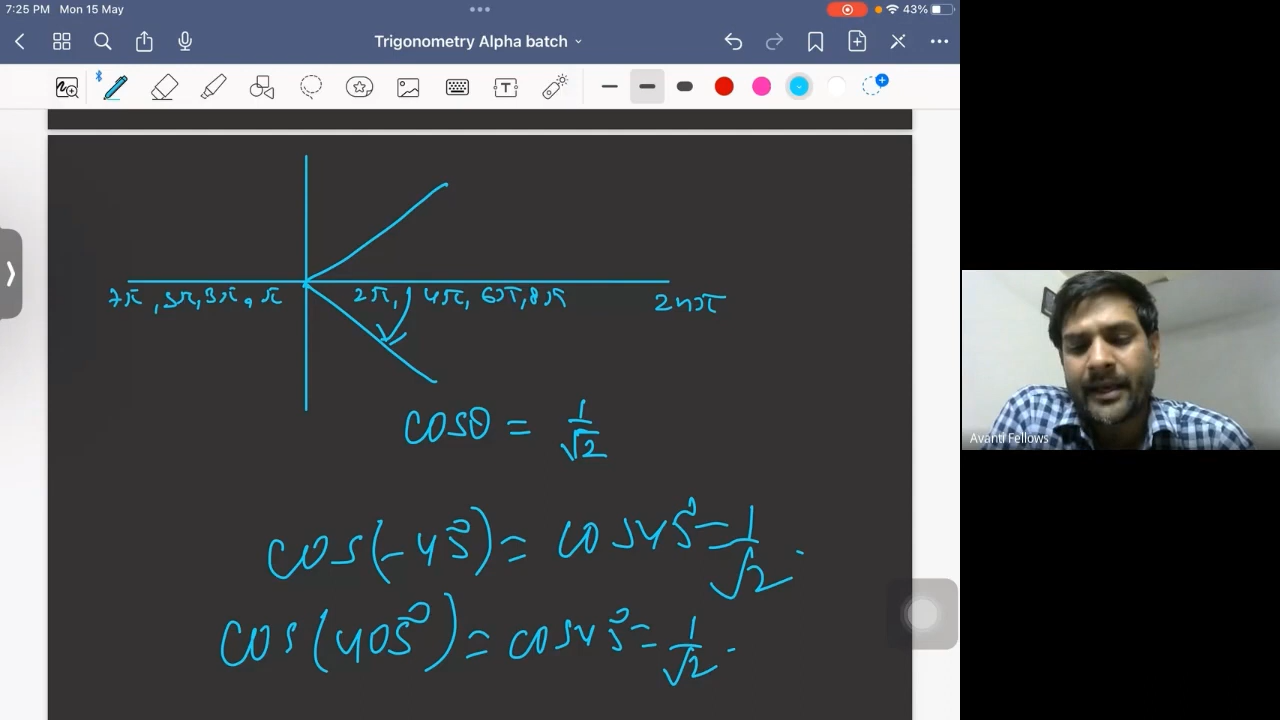 7:25 PM Mon 15 May
43%
Trigonometry Alpha batch
7π, 5π, 3π, π 2π, 4π, 6π, 8π 2nπ
cosθ = 1/√2
cos(-45°) = cos45° = 1/√2
cos(405°) = cos45° = 1/√2
Avanti Fellows